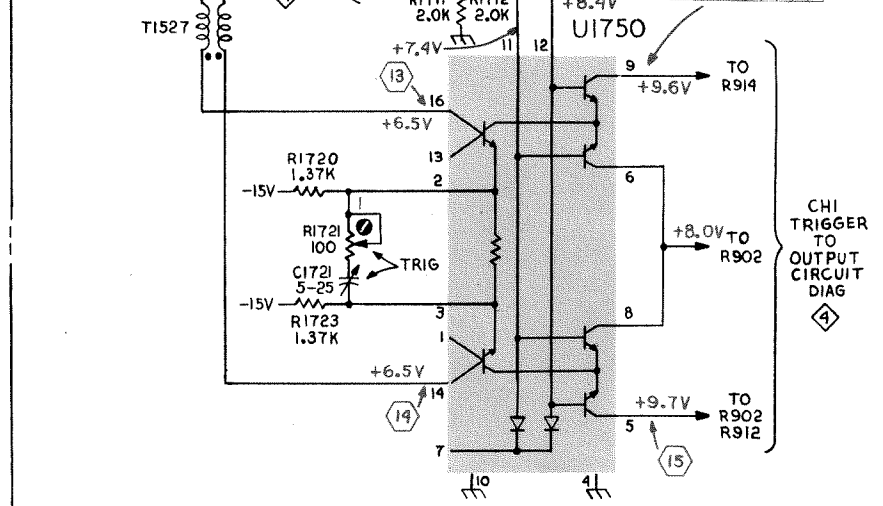 +8.4V
2.0K 2.0K
U1750
T1527
+7.4V 11 12
9 TO
+9.6V R914
13
16
+6.5V
13
R1720
1.37K
2
6
-15V
R1721
100
TRIG
C1721
5-25
-15V
R1723
1.37K
3
1
+8.0V TO
R902
CH1
TRIGGER
TO
OUTPUT
CIRCUIT
DIAG
4
8
+6.5V
14
14
+9.7V TO
R902
R912
5
7
15
10
4